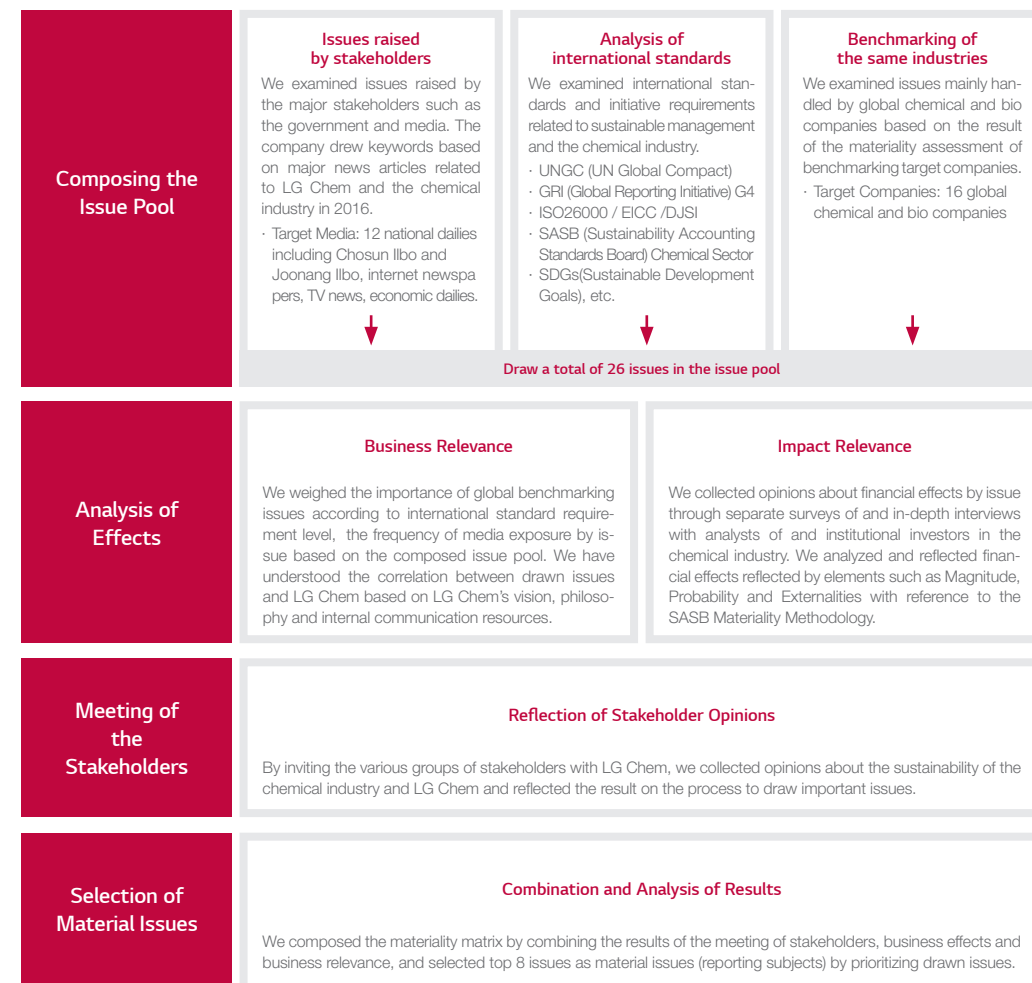 Composing the
Issue Pool
Issues raised
by stakeholders
We examined issues raised by
the major stakeholders such as
the government and media. The
company drew keywords based
on major news articles related
to LG Chem and the chemical
industry in 2016.
· Target Media: 12 national dailies
including Chosun Ilbo and
Joonang Ilbo, internet newspa
pers, TV news, economic dailies.
Analysis of
international standards
We examined international stan-
dards and initiative requirements
related to sustainable management
and the chemical industry.
· UNGC (UN Global Compact)
· GRI (Global Reporting Initiative) G4
· ISO26000 / EICC /DJSI
· SASB (Sustainability Accounting
Standards Board) Chemical Sector
· SDGs(Sustainable Development
Goals), etc.
Benchmarking of
the same industries
We examined issues mainly han-
dled by global chemical and bio
companies based on the result
of the materiality assessment of
benchmarking target companies.
· Target Companies: 16 global
chemical and bio companies
Draw a total of 26 issues in the issue pool
Analysis of
Effects
Business Relevance
We weighed the importance of global benchmarking
issues according to international standard require-
ment level, the frequency of media exposure by is-
sue based on the composed issue pool. We have
understood the correlation between drawn issues
and LG Chem based on LG Chem's vision, philoso-
phy and internal communication resources.
Impact Relevance
We collected opinions about financial effects by issue
through separate surveys of and in-depth interviews
with analysts of and institutional investors in the
chemical industry. We analyzed and reflected finan-
cial effects reflected by elements such as Magnitude,
Probability and Externalities with reference to the
SASB Materiality Methodology.
Meeting of
the
Stakeholders
Reflection of Stakeholder Opinions
By inviting the various groups of stakeholders with LG Chem, we collected opinions about the sustainability of the
chemical industry and LG Chem and reflected the result on the process to draw important issues.
Selection of
Material Issues
Combination and Analysis of Results
We composed the materiality matrix by combining the results of the meeting of stakeholders, business effects and
business relevance, and selected top 8 issues as material issues (reporting subjects) by prioritizing drawn issues.